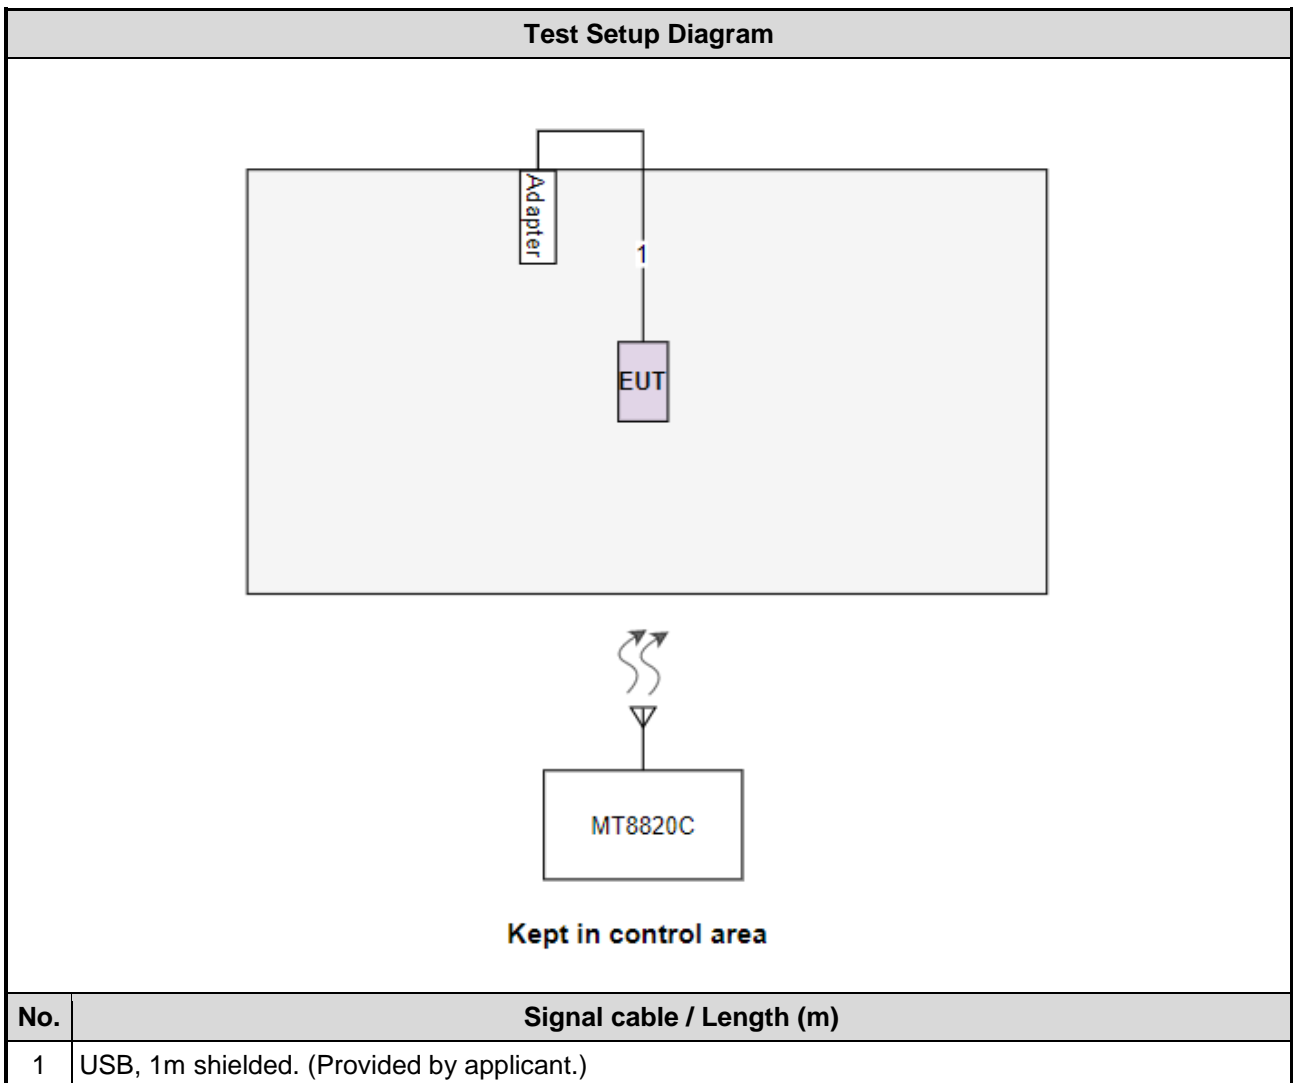 Test Setup Diagram
Adapter
1
EUT
MT8820C
Kept in control area
No. Signal cable / Length (m)
1 USB, 1m shielded. (Provided by applicant.)